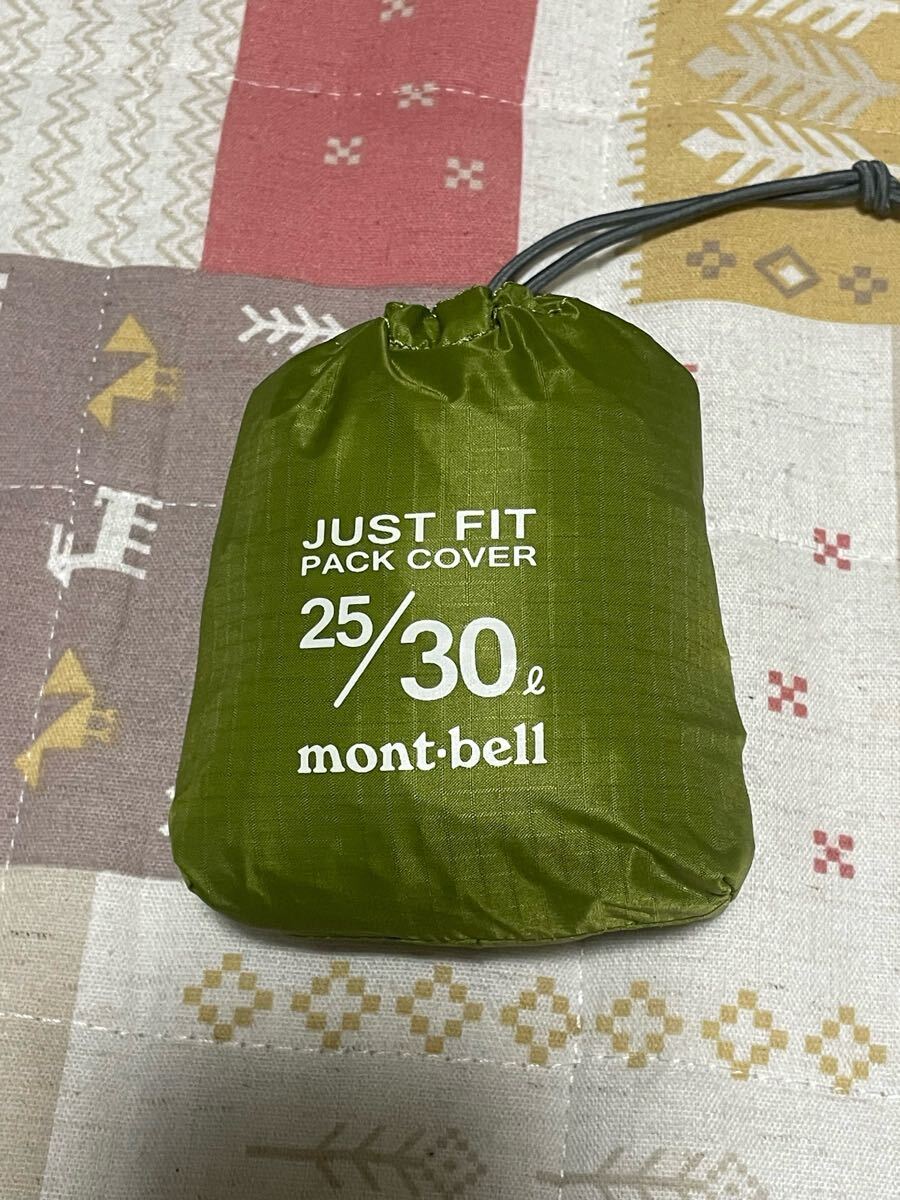 JUST FIT
PACK COVER
25/30ℓ
mont·bell